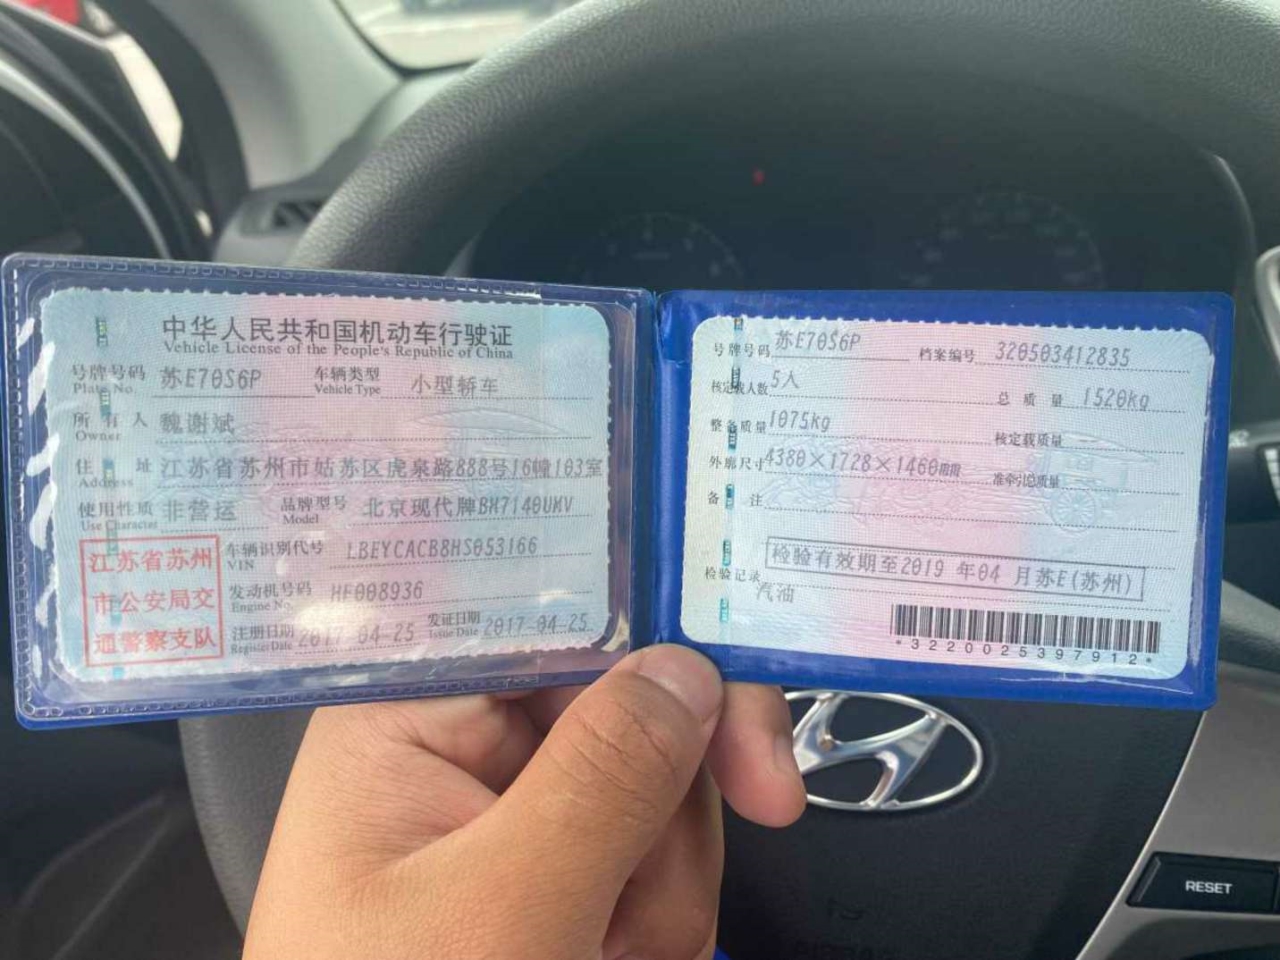 中华人民共和国机动车行驶证
Vehicle License of the People's Republic of China
号牌号码 苏E70S6P 车辆类型 小型轿车
Plate No. Vehicle Type
所有人 魏谢斌
Owner
住址 江苏省苏州市姑苏区虎泉路888号16幢103室
Address
使用性质 非营运 品牌型号 北京现代牌BH7140UMV
Use Character Model
江苏省苏州
市公安局交
通警察支队
车辆识别代号 LBEYCACB8HS053166
VIN
发动机号码 HE008936
Engine No.
注册日期 2017-04-25 发证日期 2017-04-25
Register Date Issue Date
号牌号码 苏E70S6P 档案编号 320503412835
核定载人数 5人 总质量 1520kg
整备质量 1075kg 核定载质量
外廓尺寸 4380×1728×1460mm 准牵引总质量
备注
检验有效期至2019年04月苏E(苏州)
检验记录
汽油
*3220025397912*
RESET